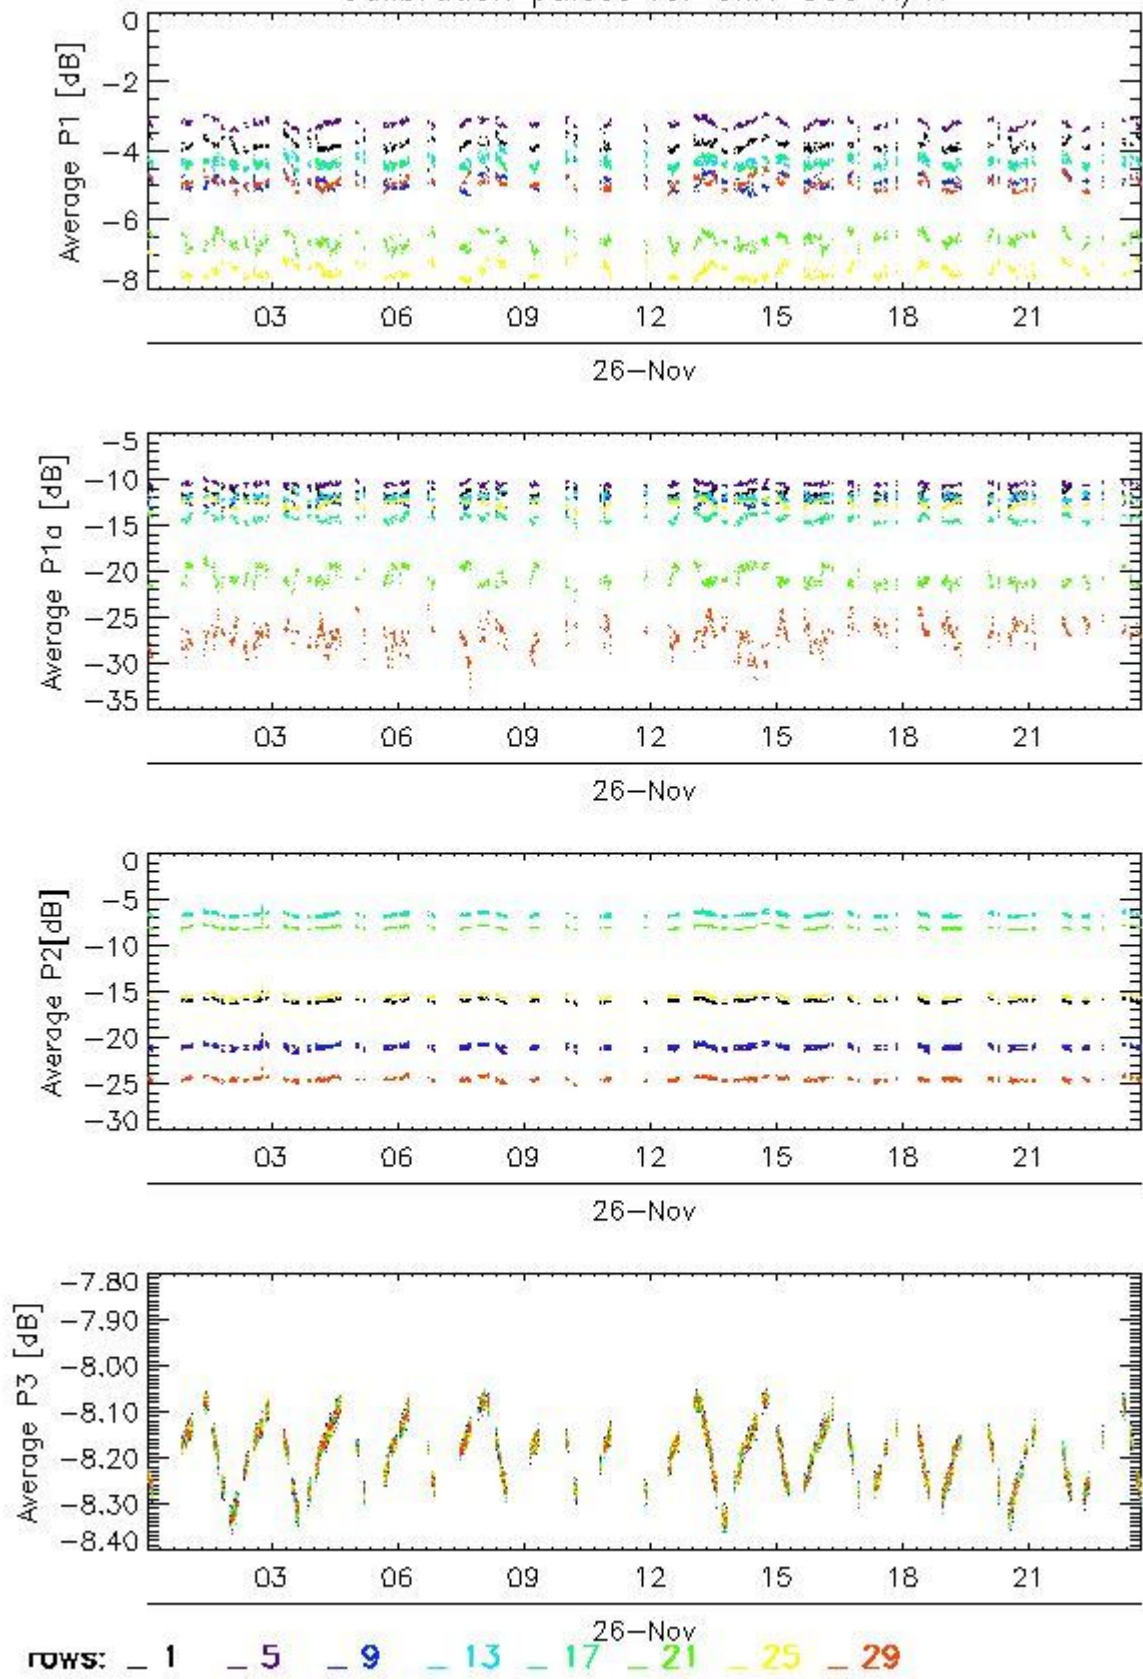 Average P1 [dB]
0
−2
−4
−6
−8
03 06 09 12 15 18 21
26−Nov
Average P1a [dB]
−5
−10
−15
−20
−25
−30
−35
03 06 09 12 15 18 21
26−Nov
Average P2[dB]
0
−5
−10
−15
−20
−25
−30
03 06 09 12 15 18 21
26−Nov
Average P3 [dB]
−7.80
−7.90
−8.00
−8.10
−8.20
−8.30
−8.40
03 06 09 12 15 18 21
26−Nov
rows: _ 1 _ 5 _ 9 _ 13 _ 17 _ 21 _ 25 _ 29